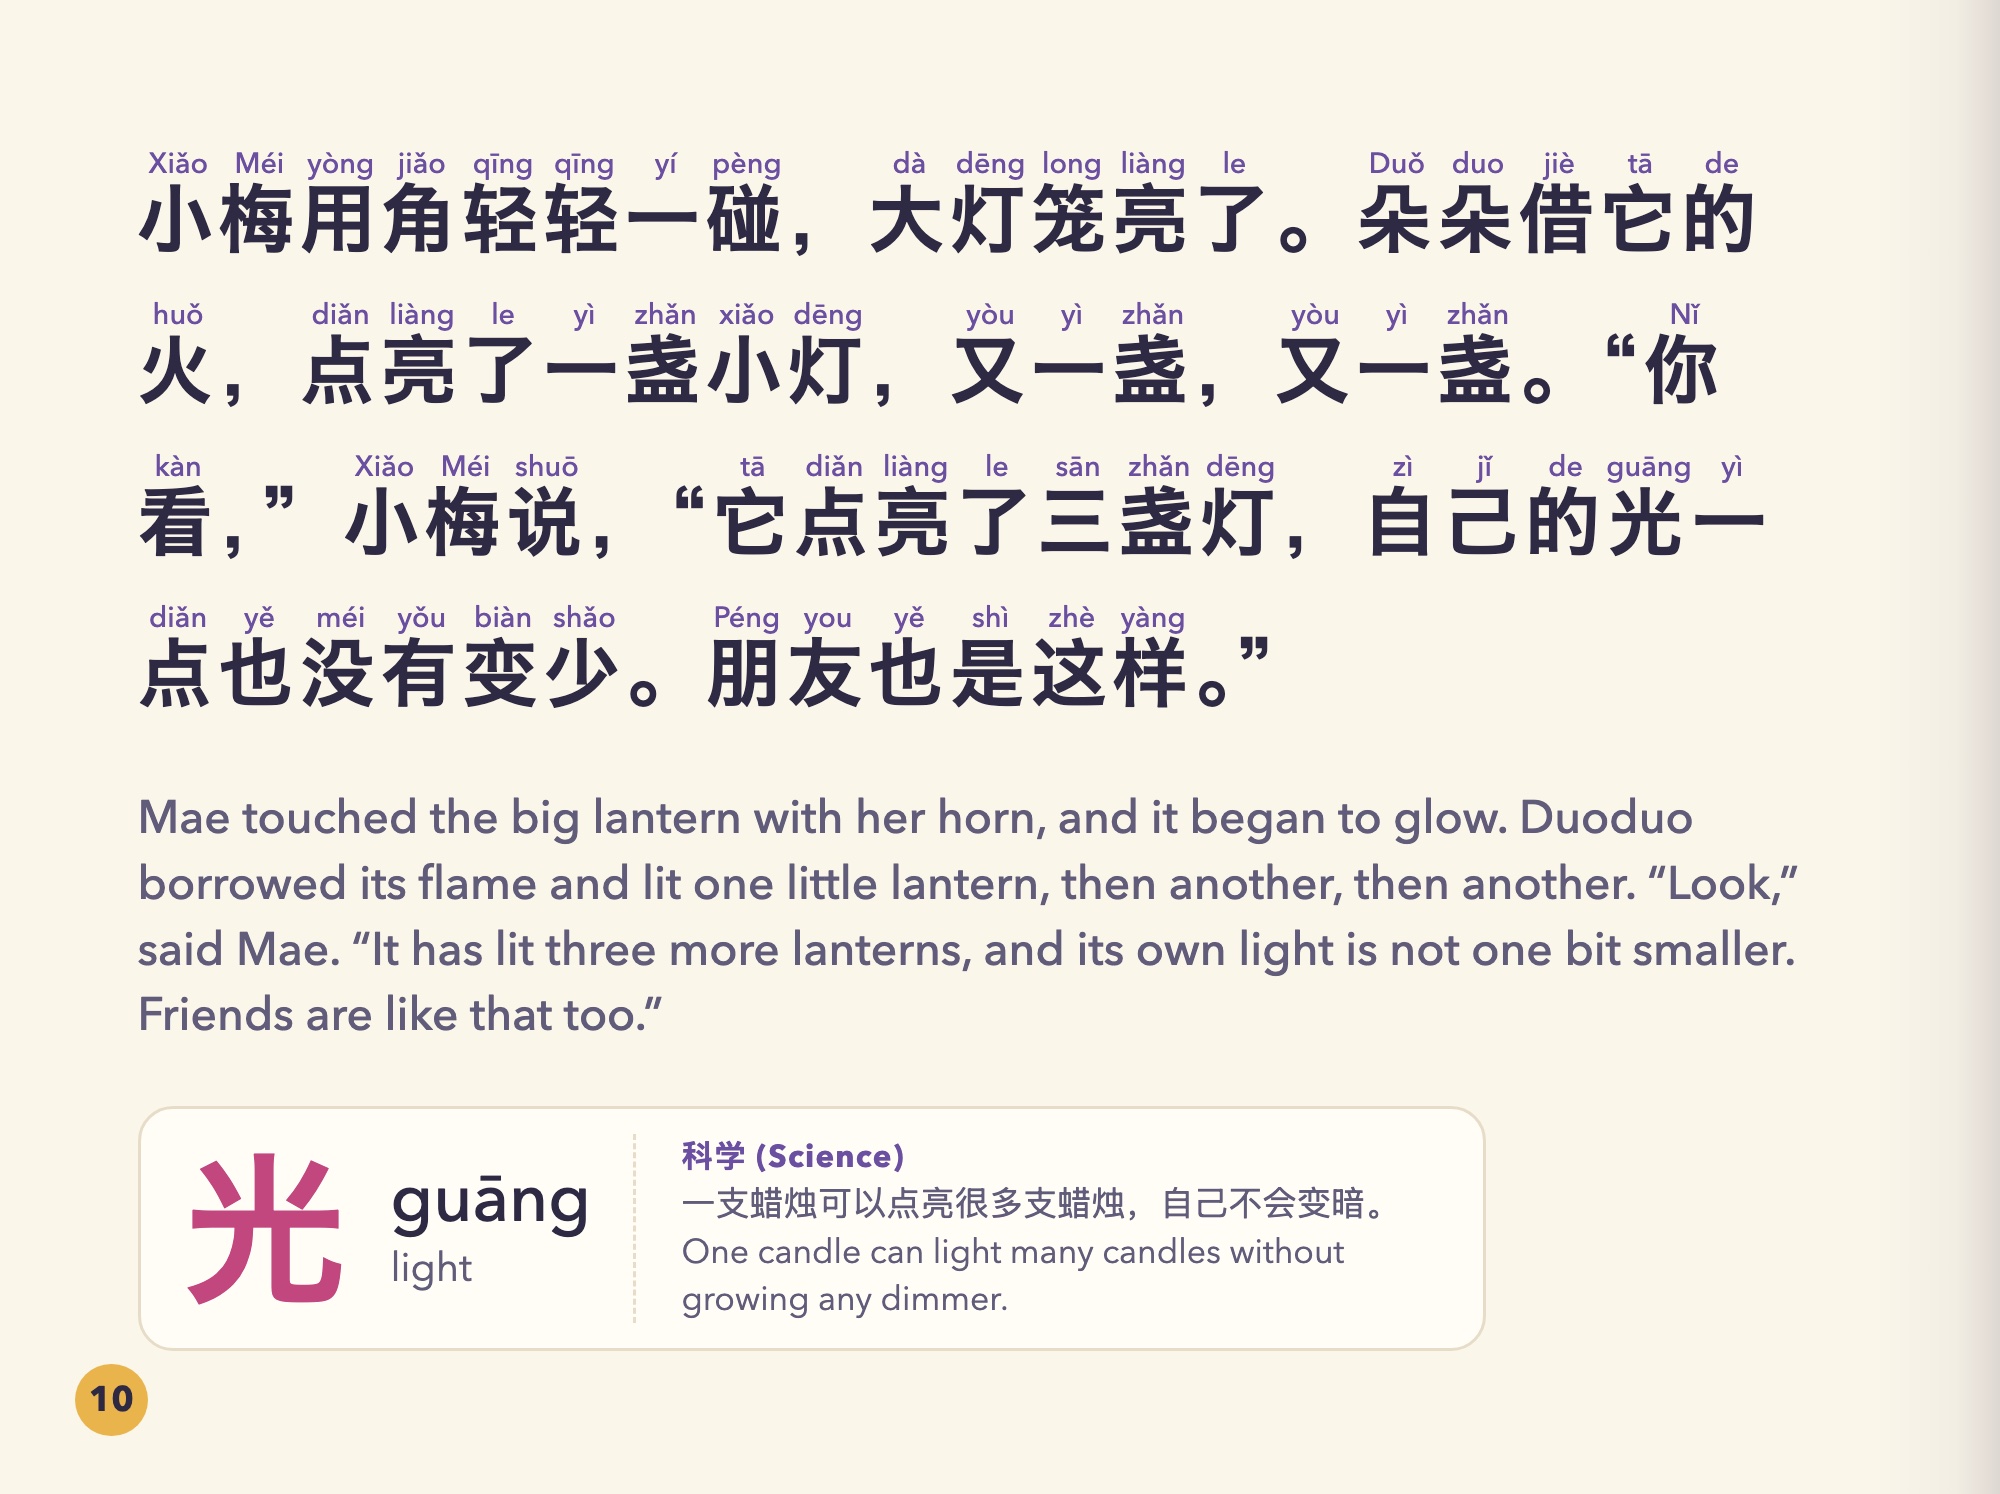 Xiǎo Méi yòng jiǎo qīng qīng yí pèng dà dēng long liàng le Duǒ duo jiè tā de
小梅用角轻轻一碰，大灯笼亮了。朵朵借它的
huǒ diǎn liàng le yì zhǎn xiǎo dēng yòu yì zhǎn yòu yì zhǎn Nǐ
火，点亮了一盏小灯，又一盏，又一盏。“你
kàn Xiǎo Méi shuō tā diǎn liàng le sān zhǎn dēng zì jǐ de guāng yì
看，”小梅说，“它点亮了三盏灯，自己的光一
diǎn yě méi yǒu biàn shǎo Péng you yě shì zhè yàng
点也没有变少。朋友也是这样。”
Mae touched the big lantern with her horn, and it began to glow. Duoduo
borrowed its flame and lit one little lantern, then another, then another. “Look,”
said Mae. “It has lit three more lanterns, and its own light is not one bit smaller.
Friends are like that too.”
光
guāng
light
科学 (Science)
一支蜡烛可以点亮很多支蜡烛，自己不会变暗。
One candle can light many candles without
growing any dimmer.
10